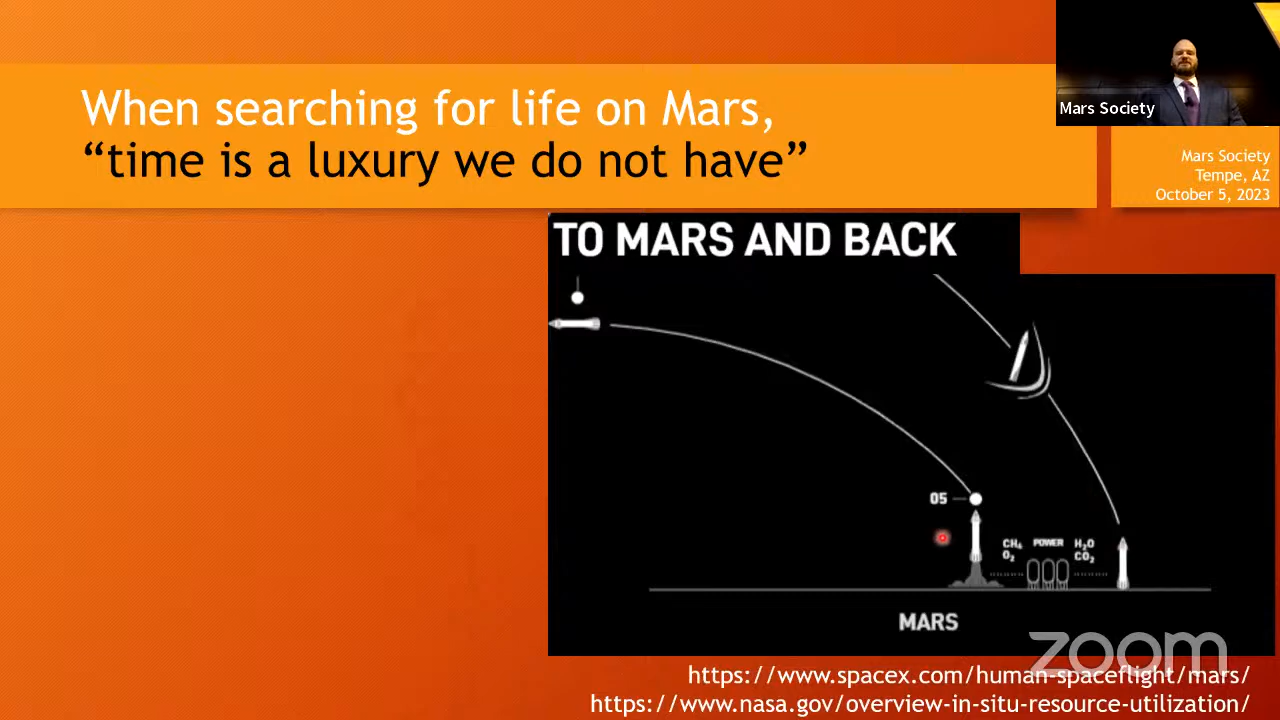 When searching for life on Mars,
“time is a luxury we do not have”
Mars Society
Mars Society
Tempe, AZ
October 5, 2023
TO MARS AND BACK
05
CH₄
O₂
POWER
H₂O
CO₂
MARS
zoom
https://www.spacex.com/human-spaceflight/mars/
https://www.nasa.gov/overview-in-situ-resource-utilization/